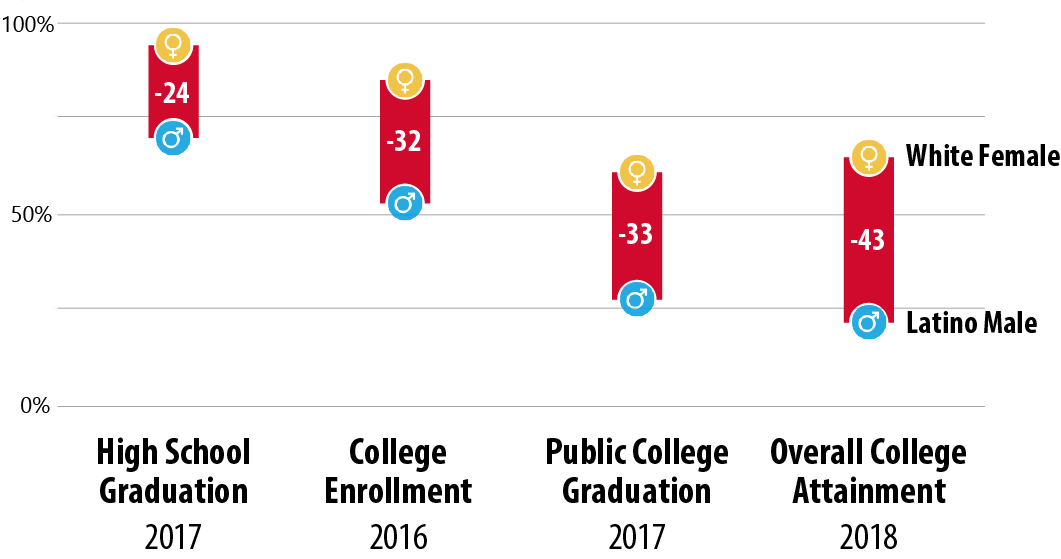 100%
-24
-32
White Female
50%
-33
-43
Latino Male
0%
High School
Graduation
2017
College
Enrollment
2016
Public College
Graduation
2017
Overall College
Attainment
2018